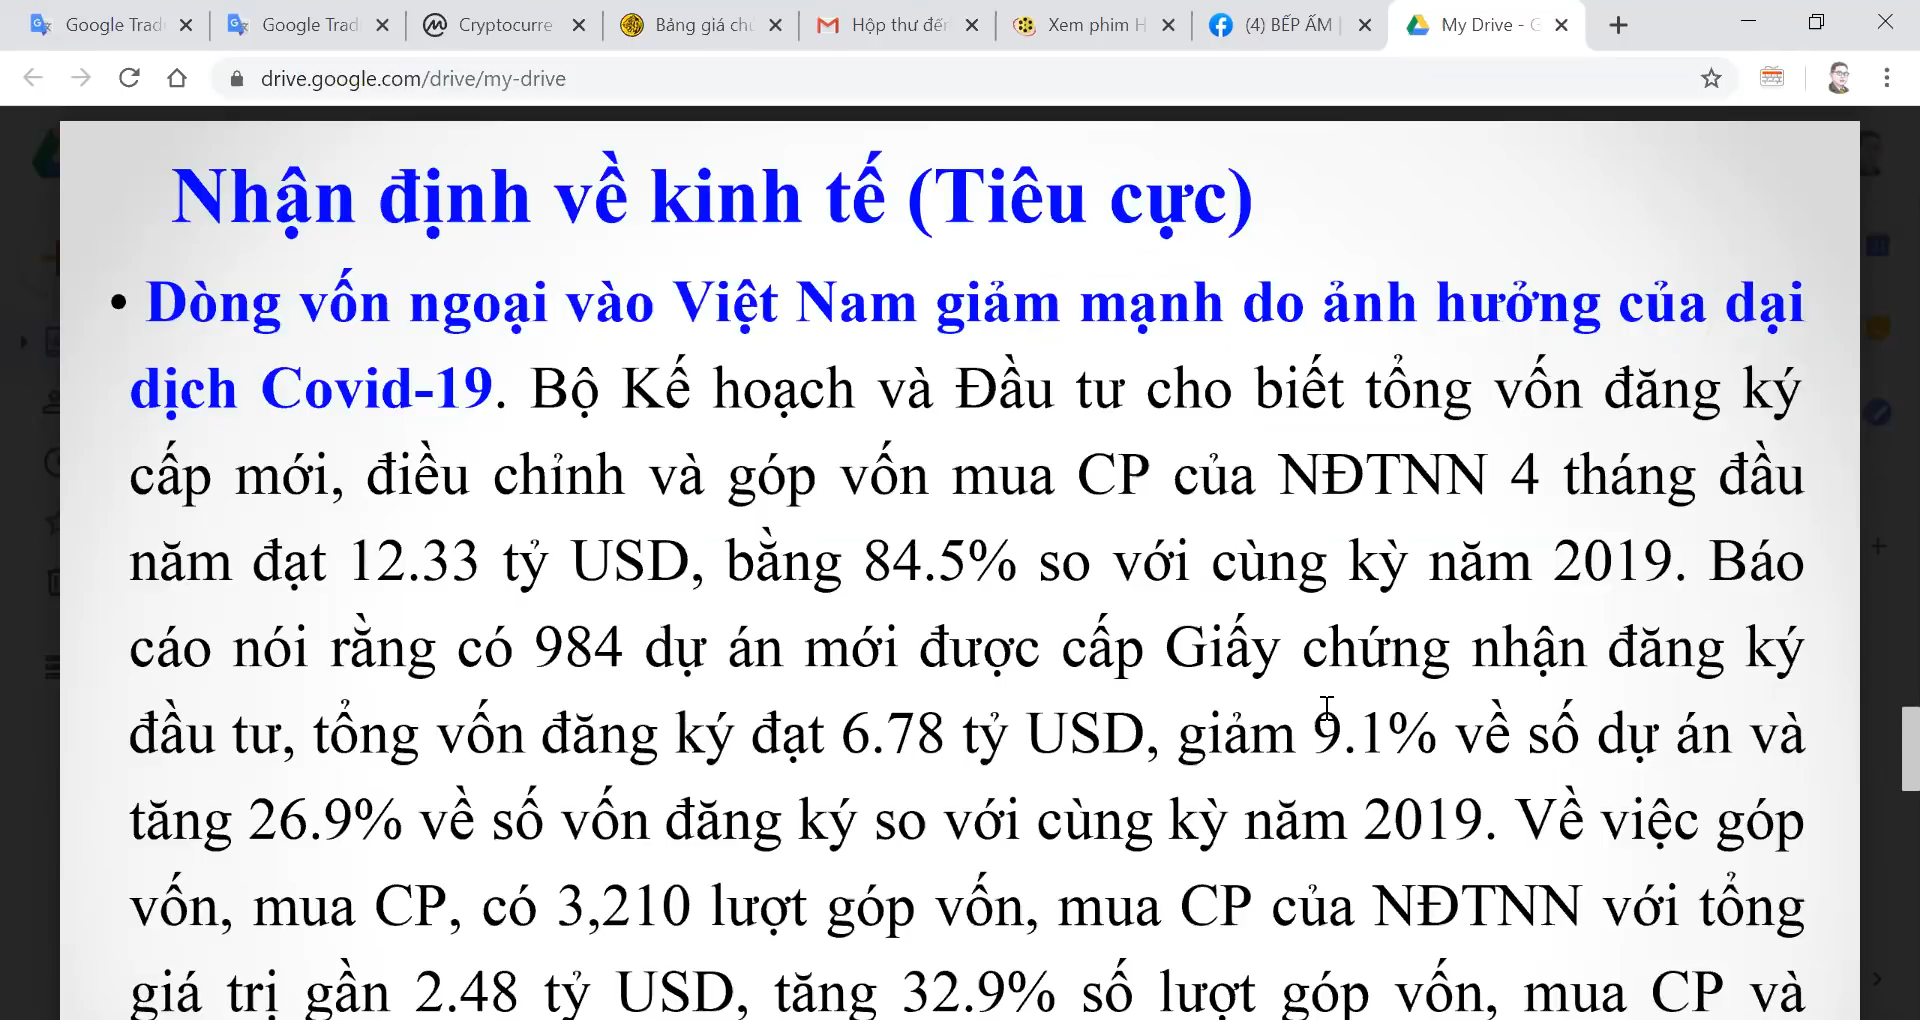 Google Trad
Google Trad
Cryptocurre
Bảng giá chu
Hộp thư đến
Xem phim H
(4) BẾP ẤM |
My Drive - G
drive.google.com/drive/my-drive
Nhận định về kinh tế (Tiêu cực)
• Dòng vốn ngoại vào Việt Nam giảm mạnh do ảnh hưởng của dại
dịch Covid-19. Bộ Kế hoạch và Đầu tư cho biết tổng vốn đăng ký
cấp mới, điều chỉnh và góp vốn mua CP của NĐTNN 4 tháng đầu
năm đạt 12.33 tỷ USD, bằng 84.5% so với cùng kỳ năm 2019. Báo
cáo nói rằng có 984 dự án mới được cấp Giấy chứng nhận đăng ký
đầu tư, tổng vốn đăng ký đạt 6.78 tỷ USD, giảm 9.1% về số dự án và
tăng 26.9% về số vốn đăng ký so với cùng kỳ năm 2019. Về việc góp
vốn, mua CP, có 3,210 lượt góp vốn, mua CP của NĐTNN với tổng
giá trị gần 2.48 tỷ USD, tăng 32.9% số lượt góp vốn, mua CP và